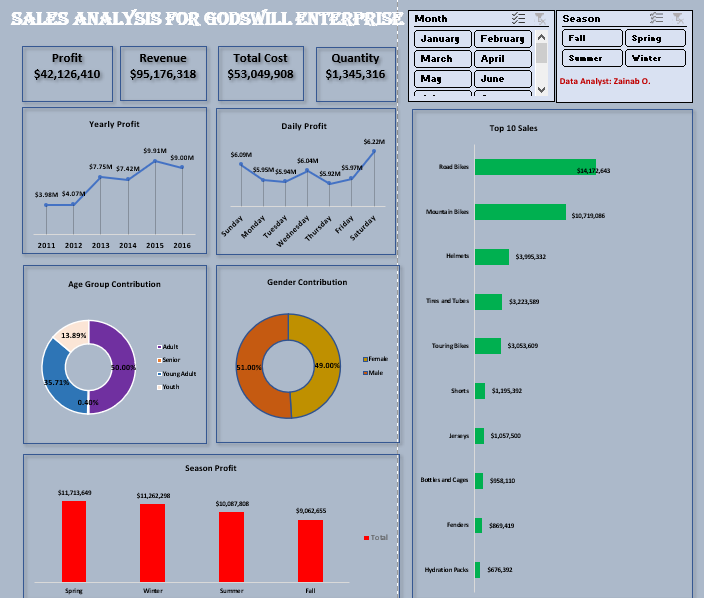 SALES ANALYSIS FOR GODSWILL ENTERPRISE
Month
January
February
March
April
May
June
Season
Fall
Spring
Summer
Winter
Data Analyst: Zainab O.
Profit
$42,126,410
Revenue
$95,176,318
Total Cost
$53,049,908
Quantity
$1,345,316
Yearly Profit
$3.98M
$4.07M
$7.75M
$7.42M
$9.91M
$9.00M
2011
2012
2013
2014
2015
2016
Daily Profit
$6.09M
$5.95M
$5.94M
$6.04M
$5.92M
$5.97M
$6.22M
Sunday
Monday
Tuesday
Wednesday
Thursday
Friday
Saturday
Top 10 Sales
Road Bikes
$14,172,643
Mountain Bikes
$10,719,086
Helmets
$3,995,332
Tires and Tubes
$3,223,589
Touring Bikes
$3,053,609
Shorts
$1,195,392
Jerseys
$1,057,500
Bottles and Cages
$958,110
Fenders
$869,419
Hydration Packs
$676,392
Age Group Contribution
13.89%
50.00%
35.71%
Adult
Senior
Young Adult
Youth
Gender Contribution
51.00%
49.00%
Female
Male
Season Profit
$11,713,649
$11,262,298
$10,087,808
$9,062,655
Total
Spring
Winter
Summer
Fall